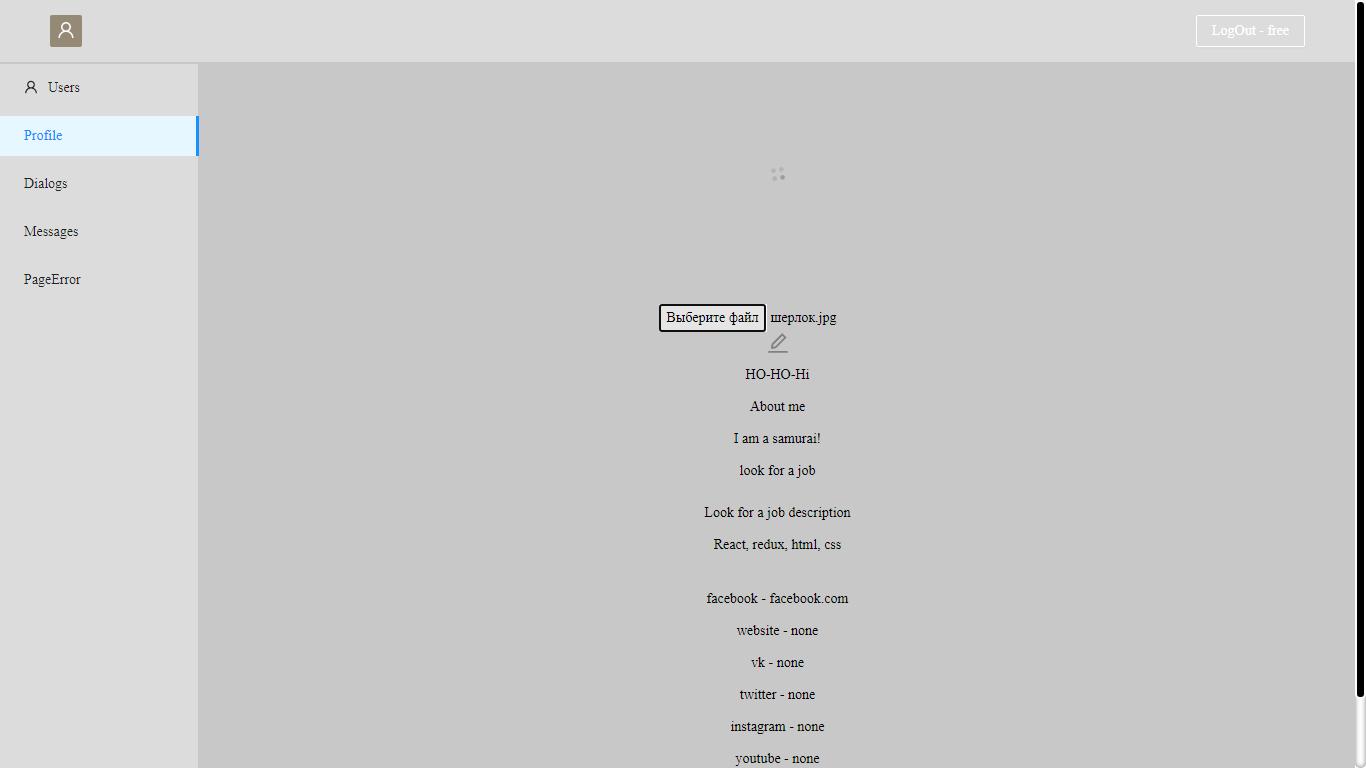 LogOut - free
Users
Profile
Dialogs
Messages
PageError
Выберите файл шерлок.jpg
HO-HO-Hi
About me
I am a samurai!
look for a job
Look for a job description
React, redux, html, css
facebook - facebook.com
website - none
vk - none
twitter - none
instagram - none
youtube - none